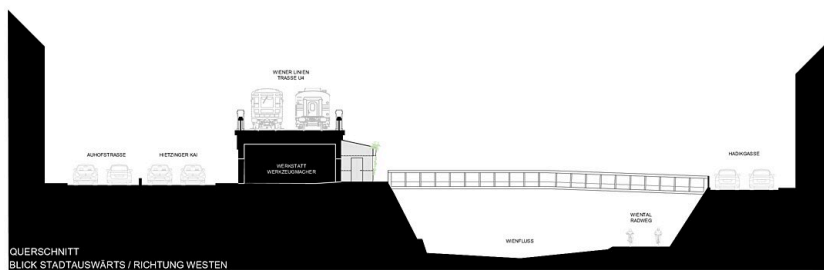 WIENER LINIEN
TRASSE U4
AUHOFSTRASSE
HIETZINGER KAI
HADIKGASSE
WERKSTATT
WERKZEUGMACHER
WIENTAL
RADWEG
WIENFLUSS
QUERSCHNITT
BLICK STADTAUSWÄRTS / RICHTUNG WESTEN